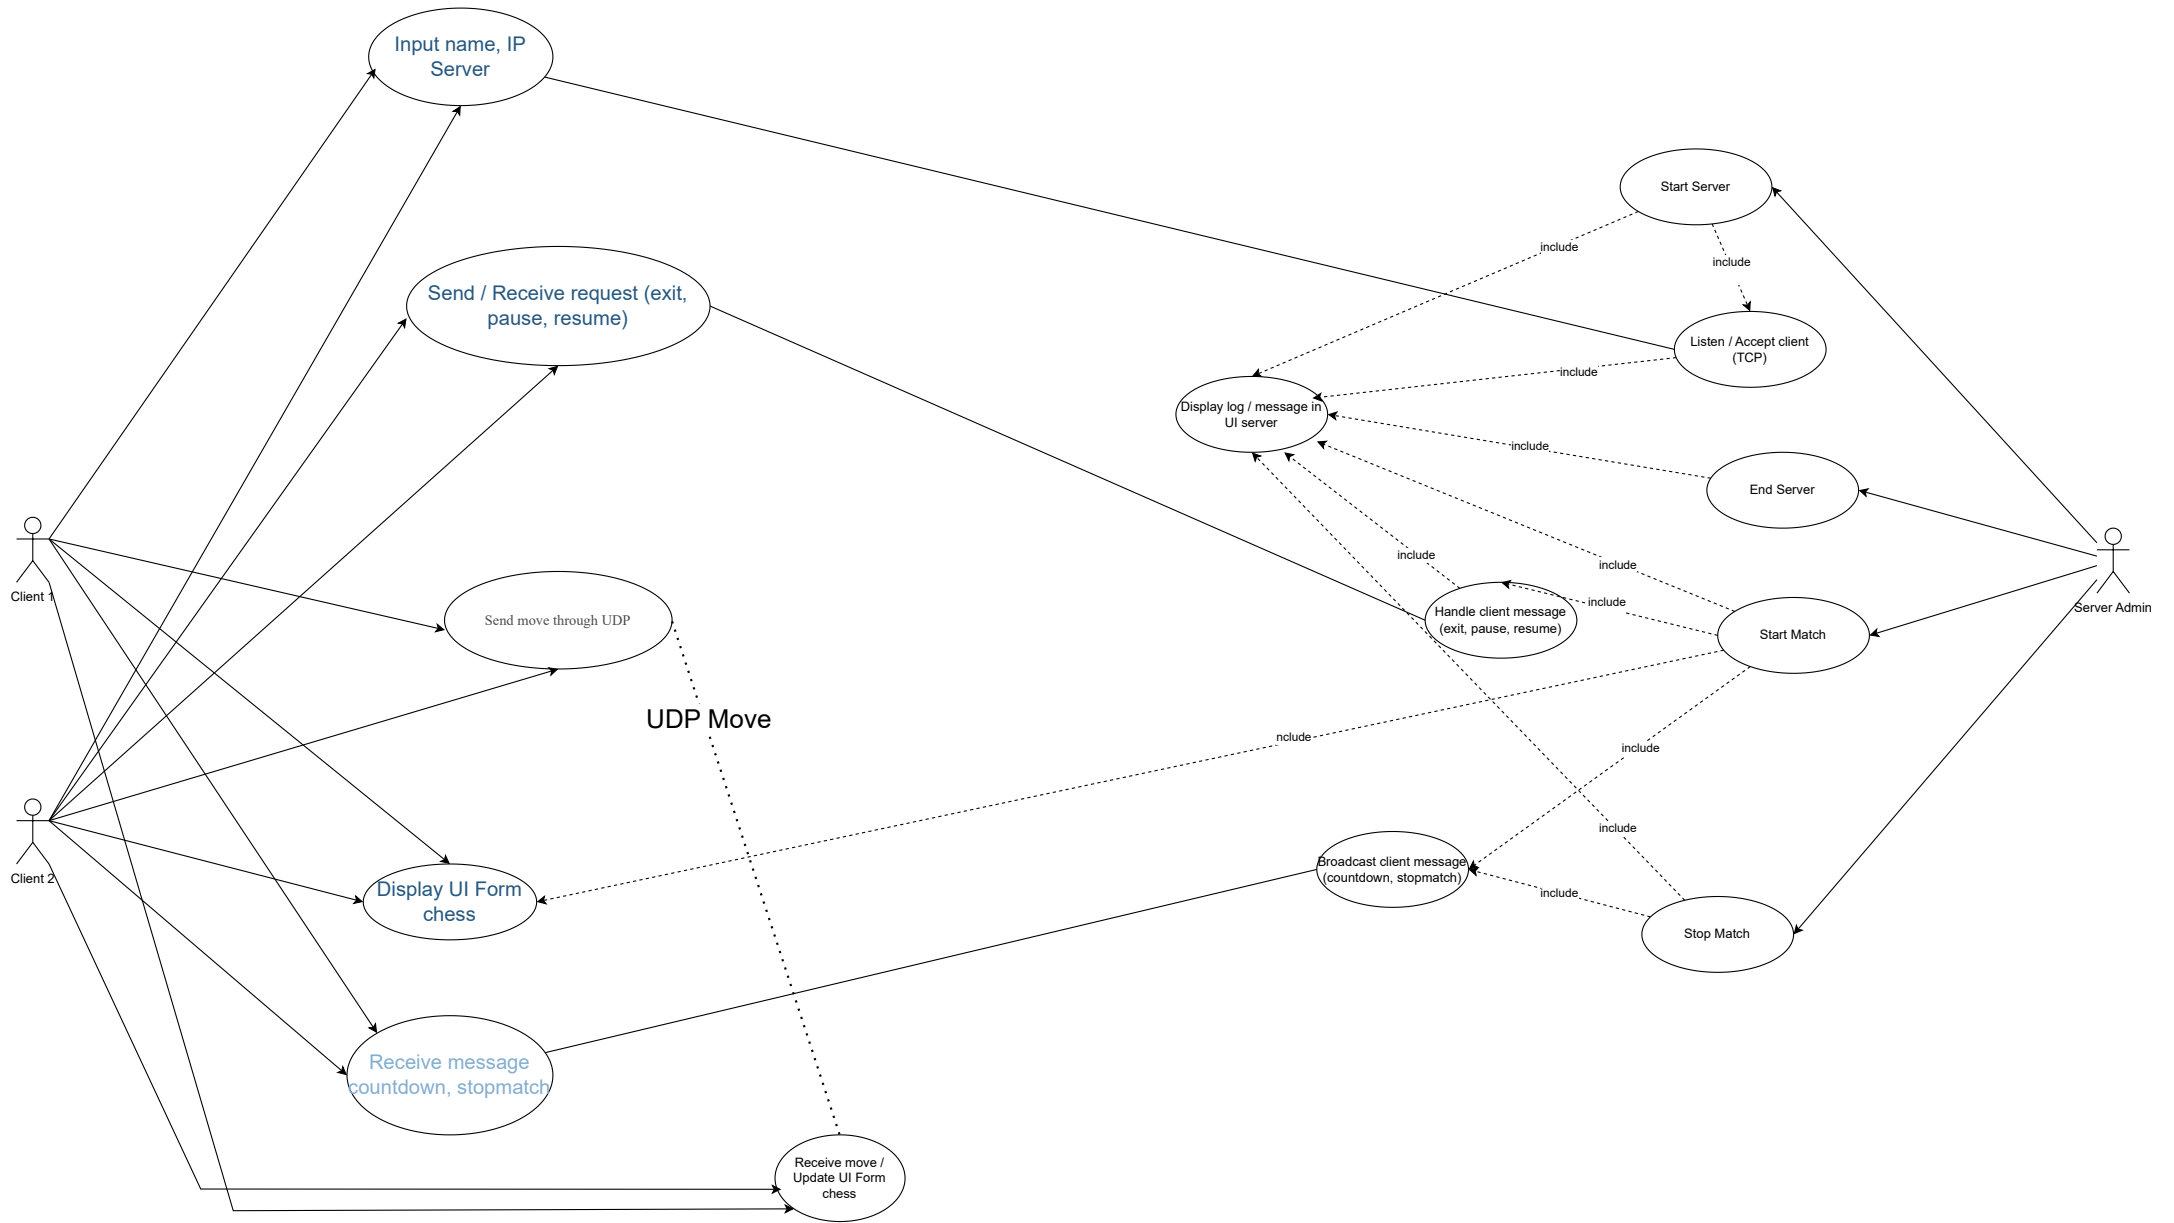 Input name, IP
Server
Start Server
include
include
Send / Receive request (exit,
pause, resume)
Listen / Accept client
(TCP)
include
Display log / message in
UI server
include
End Server
Client 1
include
include
include
Handle client message
(exit, pause, resume)
Start Match
Server Admin
Send move through UDP
UDP Move
nclude
include
include
Client 2
Display UI Form
chess
Broadcast client message
(countdown, stopmatch)
include
Stop Match
Receive message
countdown, stopmatch
Receive move /
Update UI Form
chess